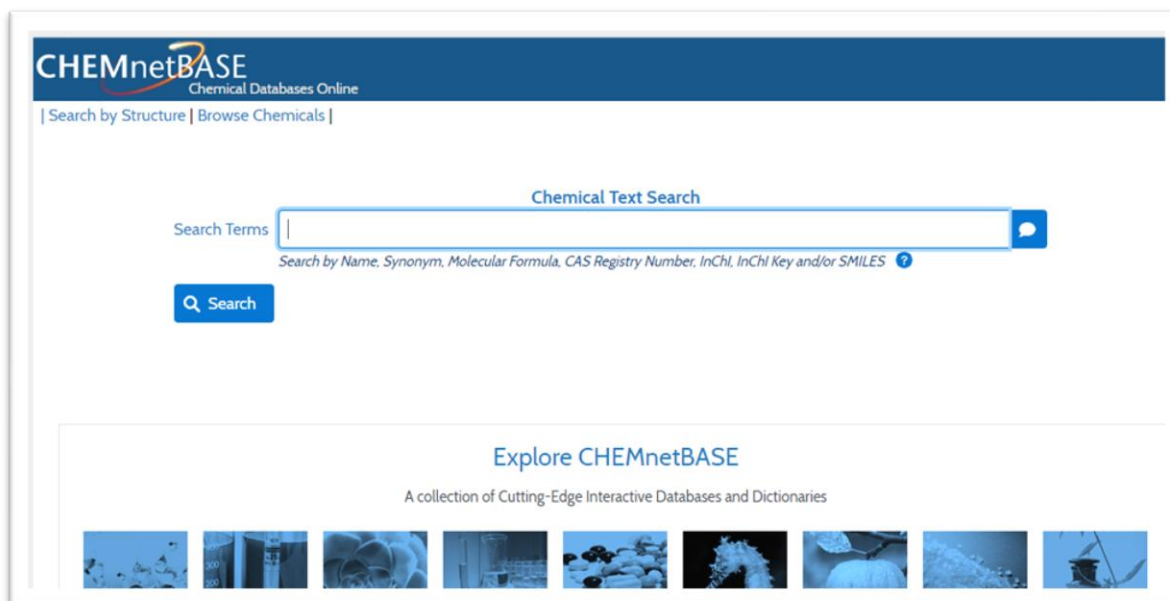 CHEMnetBASE
Chemical Databases Online
| Search by Structure | Browse Chemicals |
Chemical Text Search
Search Terms
Search by Name, Synonym, Molecular Formula, CAS Registry Number, InChI, InChI Key and/or SMILES ?
Search
Explore CHEMnetBASE
A collection of Cutting-Edge Interactive Databases and Dictionaries
300
200